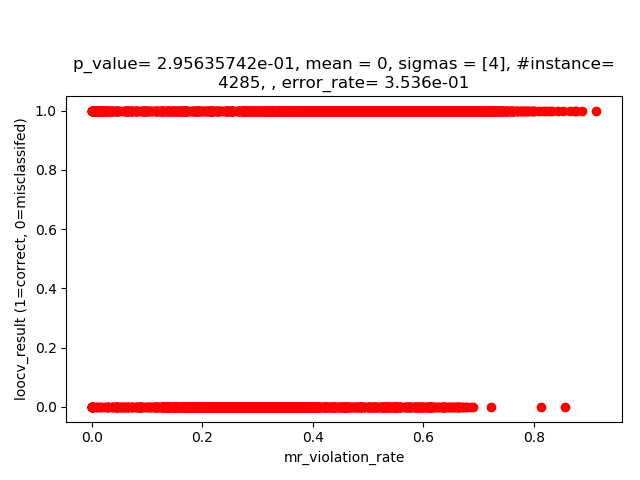 p_value= 2.95635742e-01, mean = 0, sigmas = [4], #instance=
4285, , error_rate= 3.536e-01
1.0
0.8
0.6
0.4
0.2
0.0
loocv_result (1=correct, 0=misclassifed)
0.0 0.2 0.4 0.6 0.8
mr_violation_rate